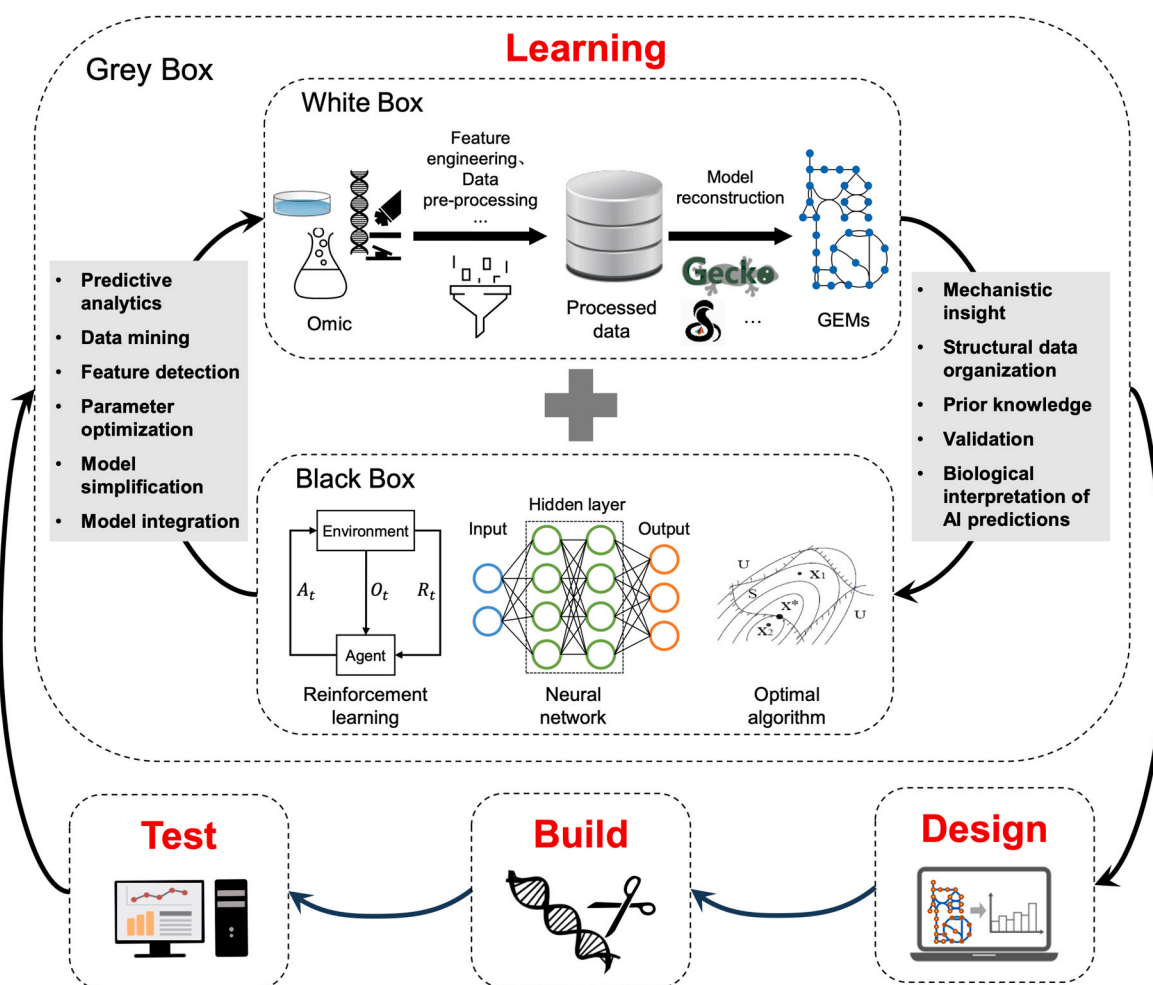 Learning
Grey Box
White Box
Feature
engineering、
Data
pre-processing
...
Model
reconstruction
Gecko
...
Omic
Processed
data
GEMs
• Predictive
analytics
• Data mining
• Feature detection
• Parameter
optimization
• Model
simplification
• Model integration
• Mechanistic
insight
• Structural data
organization
• Prior knowledge
• Validation
• Biological
interpretation of
AI predictions
Black Box
Environment
A_t
O_t
R_t
Agent
Reinforcement
learning
Input
Hidden layer
Output
Neural
network
U
X1
S
X*
X2
U
Optimal
algorithm
Test
Build
Design